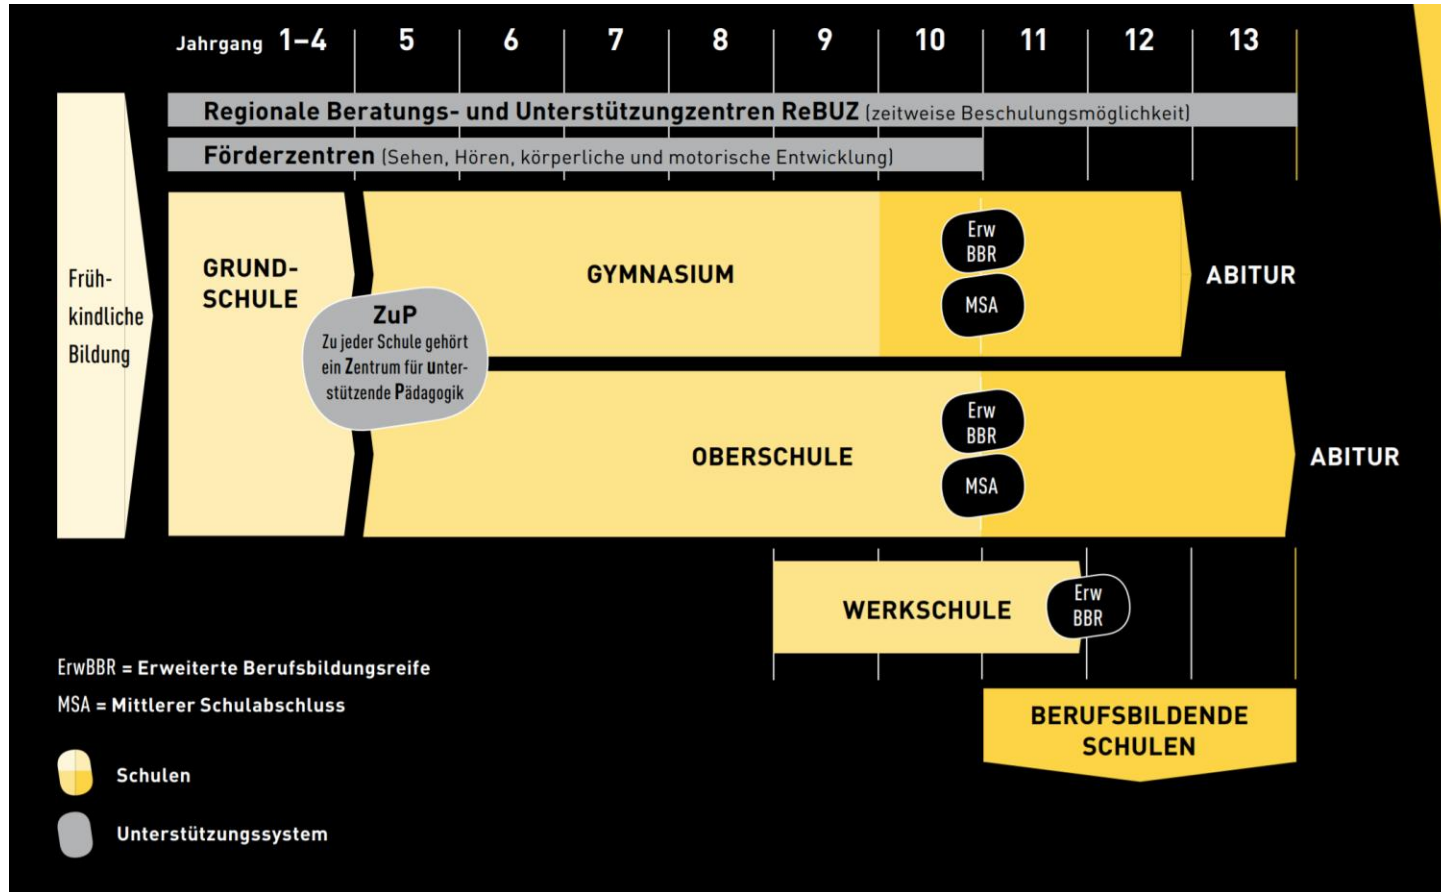 Jahrgang 1–4 5 6 7 8 9 10 11 12 13
Regionale Beratungs- und Unterstützungzentren ReBUZ (zeitweise Beschulungsmöglichkeit)
Förderzentren (Sehen, Hören, körperliche und motorische Entwicklung)
Früh-
kindliche
Bildung
GRUND-
SCHULE
ZuP
Zu jeder Schule gehört
ein Zentrum für unter-
stützende Pädagogik
GYMNASIUM
Erw
BBR
MSA
ABITUR
OBERSCHULE
Erw
BBR
MSA
ABITUR
WERKSCHULE
Erw
BBR
BERUFSBILDENDE
SCHULEN
ErwBBR = Erweiterte Berufsbildungsreife
MSA = Mittlerer Schulabschluss
Schulen
Unterstützungssystem